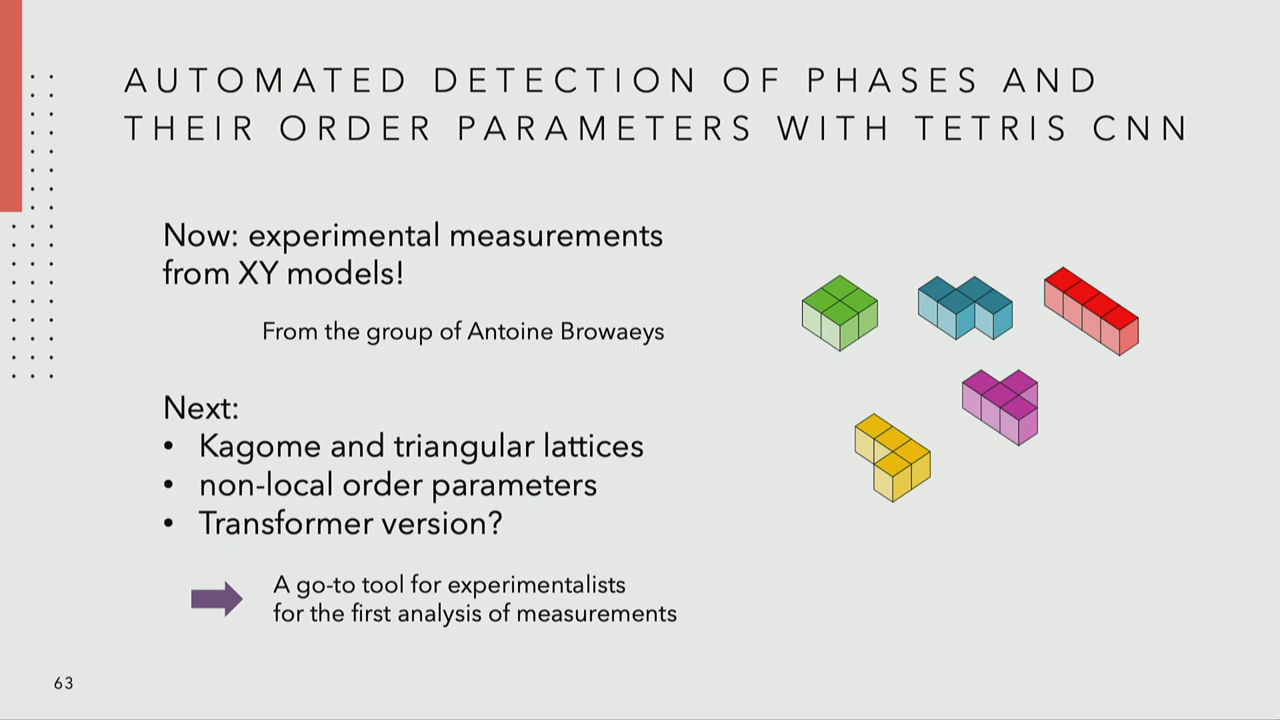 AUTOMATED DETECTION OF PHASES AND
THEIR ORDER PARAMETERS WITH TETRIS CNN
Now: experimental measurements
from XY models!
From the group of Antoine Browaeys
Next:
• Kagome and triangular lattices
• non-local order parameters
• Transformer version?
A go-to tool for experimentalists
for the first analysis of measurements
63